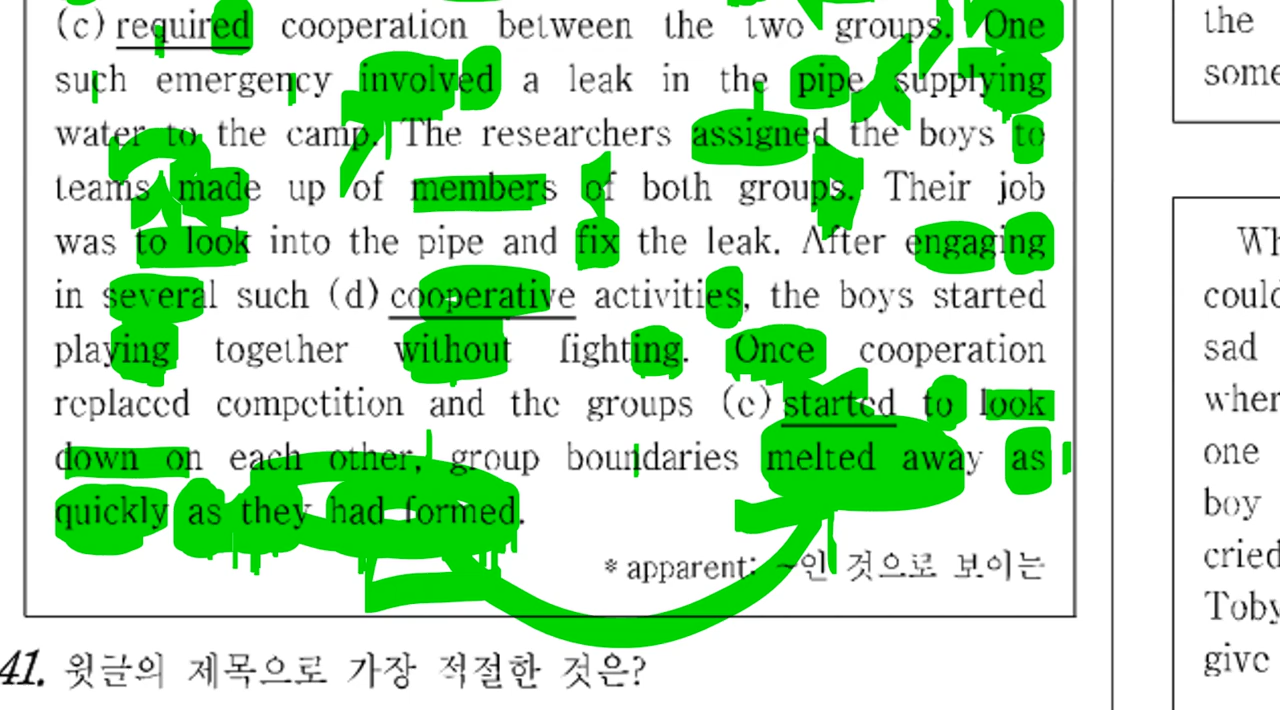 (c) required cooperation between the two groups. One
such emergency involved a leak in the pipe supplying
water to the camp. The researchers assigned the boys to
teams made up of members of both groups. Their job
was to look into the pipe and fix the leak. After engaging
in several such (d) cooperative activities, the boys started
playing together without fighting. Once cooperation
replaced competition and the groups (e) started to look
down on each other, group boundaries melted away as
quickly as they had formed.
* apparent: ~인 것으로 보이는
41. 윗글의 제목으로 가장 적절한 것은?
the
some
could
sad
one
boy
Toby
give